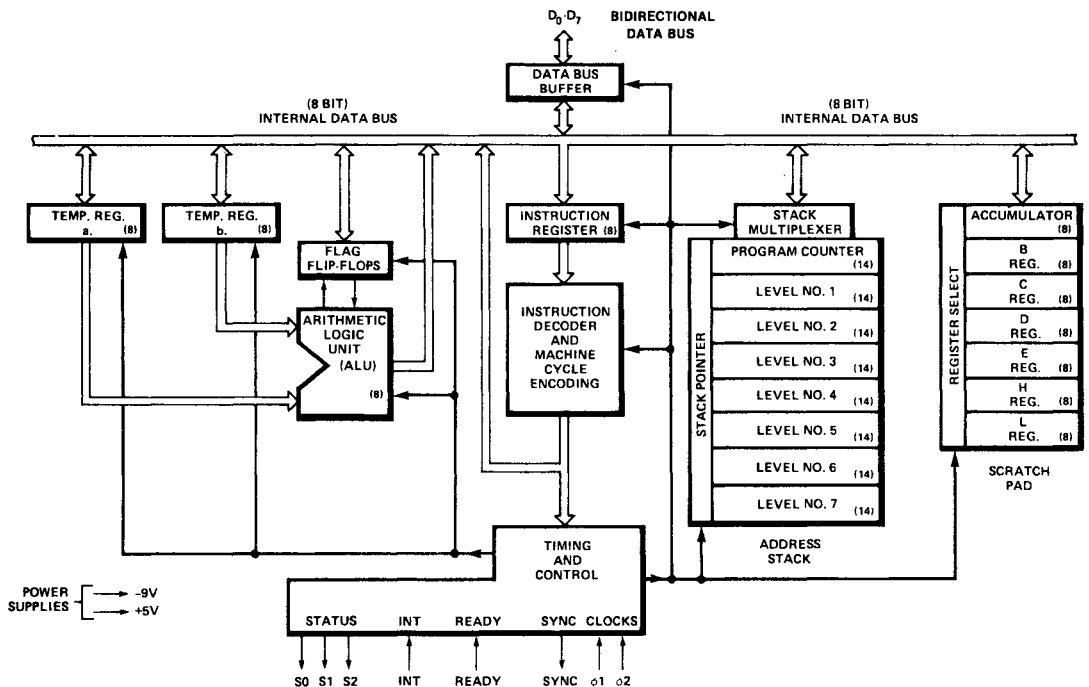 D0-D7
BIDIRECTIONAL
DATA BUS
DATA BUS
BUFFER
(8 BIT)
INTERNAL DATA BUS
(8 BIT)
INTERNAL DATA BUS
TEMP. REG.
a. (8)
TEMP. REG.
b. (8)
FLAG
FLIP-FLOPS
ARITHMETIC
LOGIC
UNIT
(ALU)
(8)
INSTRUCTION
REGISTER (8)
INSTRUCTION
DECODER
AND
MACHINE
CYCLE
ENCODING
STACK
MULTIPLEXER
PROGRAM COUNTER
(14)
LEVEL NO. 1 (14)
LEVEL NO. 2 (14)
LEVEL NO. 3 (14)
LEVEL NO. 4 (14)
LEVEL NO. 5 (14)
LEVEL NO. 6 (14)
LEVEL NO. 7 (14)
STACK POINTER
ADDRESS
STACK
REGISTER SELECT
ACCUMULATOR
(8)
B
REG. (8)
C
REG. (8)
D
REG. (8)
E
REG. (8)
H
REG. (8)
L
REG. (8)
SCRATCH
PAD
TIMING
AND
CONTROL
STATUS INT READY SYNC CLOCKS
S0 S1 S2 INT READY SYNC ø1 ø2
POWER
SUPPLIES
-9V
+5V